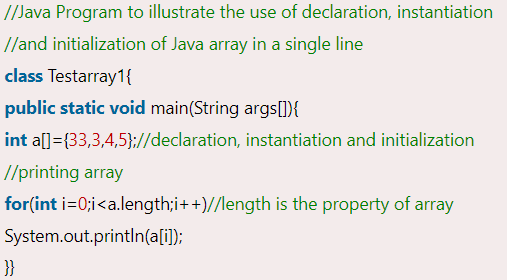 //Java Program to illustrate the use of declaration, instantiation
//and initialization of Java array in a single line
class Testarray1{
public static void main(String args[]){
int a[]={33,3,4,5};//declaration, instantiation and initialization
//printing array
for(int i=0;i<a.length;i++)//length is the property of array
System.out.println(a[i]);
}}